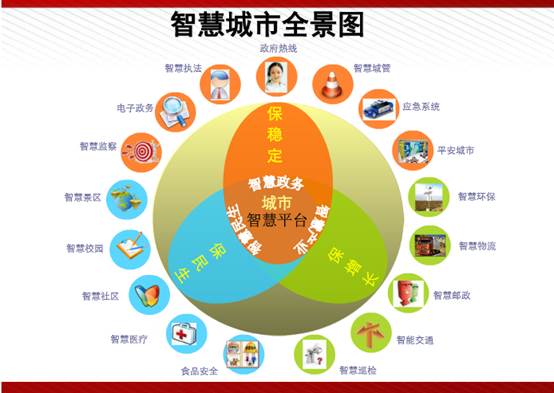 智慧城市全景图
政府热线
智慧执法
智慧城管
电子政务
应急系统
智慧监察
平安城市
智慧景区
智慧环保
智慧校园
智慧物流
智慧社区
智慧邮政
智慧医疗
智能交通
食品安全
智慧巡检
保稳定
智慧政务
城市
智慧平台
智慧民生
智慧产业
保民生
保增长